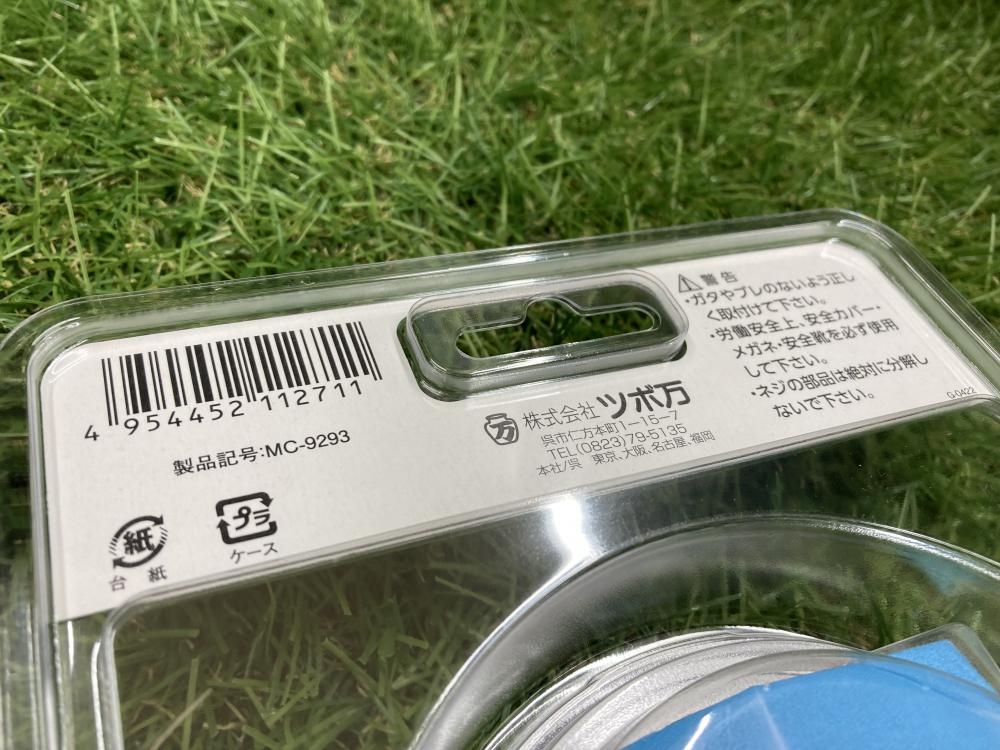 4 954452 112711
製品記号:MC-9293
紙
台 紙
プラ
ケース
万
株式会社 ツボ万
呉市仁方本町1-15-7
TEL(0823)79-5135
本社/呉 東京、大阪、名古屋、福岡
⚠警告
・ガタやブレのないよう正し
く取付けて下さい。
・労働安全上、安全カバー・
メガネ・安全靴を必ず使用
して下さい。
・ネジの部品は絶対に分解し
ないで下さい。
G-0422